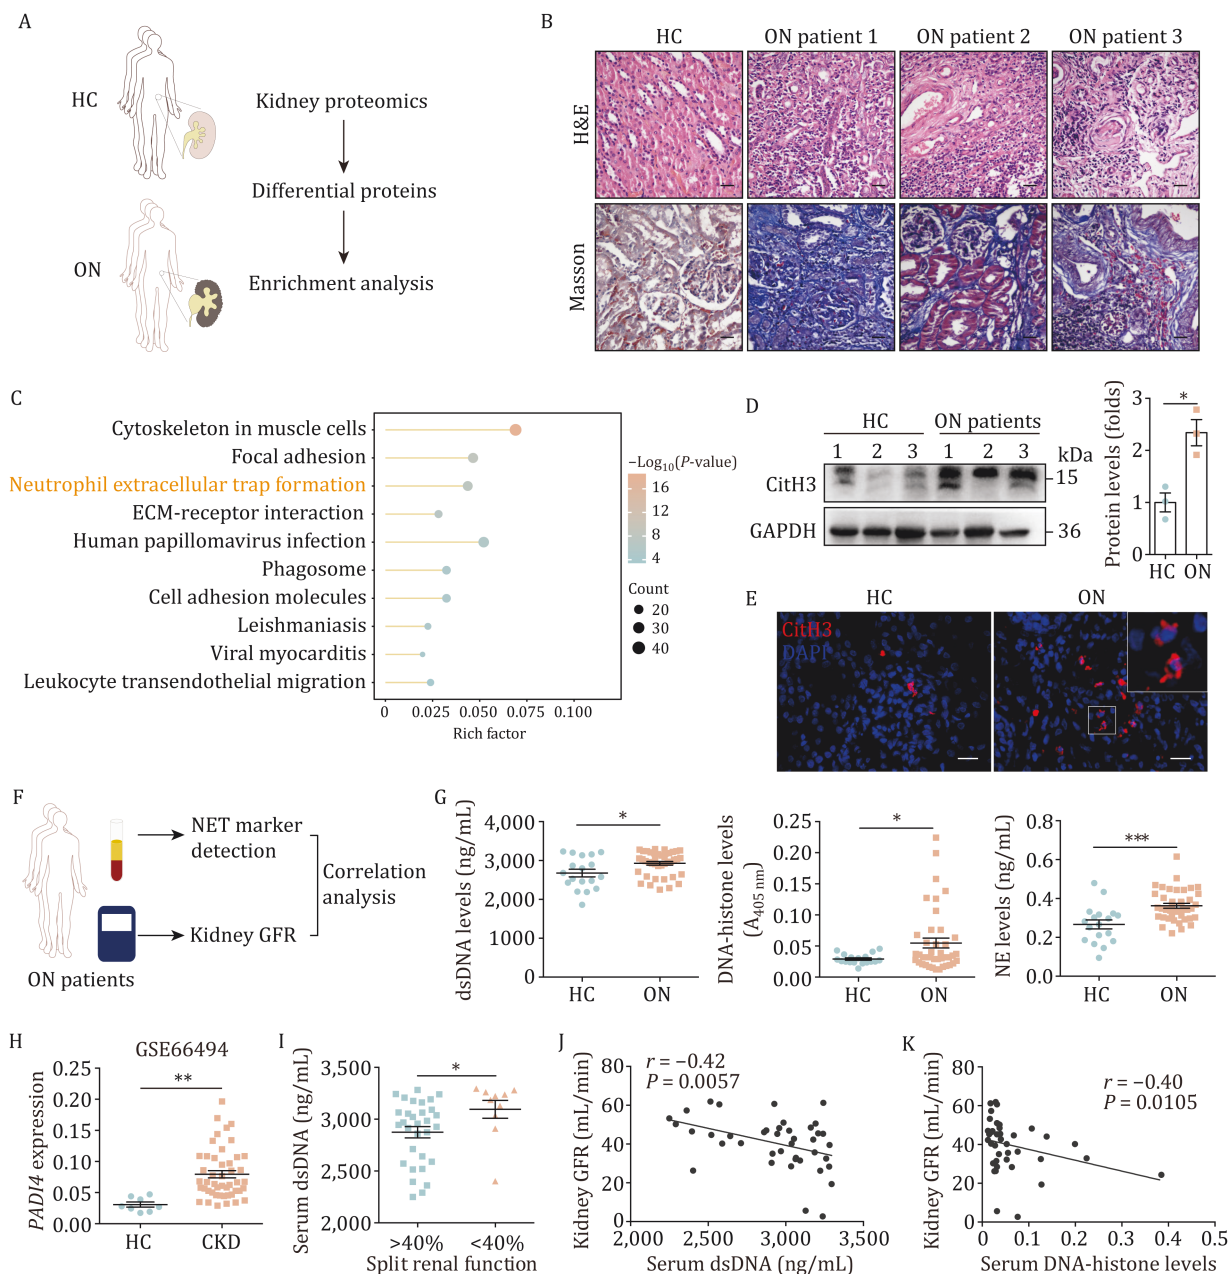 A
HC
ON
Kidney proteomics
Differential proteins
Enrichment analysis
B
HC
ON patient 1
ON patient 2
ON patient 3
H&E
Masson
C
Cytoskeleton in muscle cells
Focal adhesion
Neutrophil extracellular trap formation
ECM-receptor interaction
Human papillomavirus infection
Phagosome
Cell adhesion molecules
Leishmaniasis
Viral myocarditis
Leukocyte transendothelial migration
0 0.025 0.050 0.075 0.100
Rich factor
−Log10(P-value)
16
12
8
4
Count
20
30
40
D
HC ON patients
1 2 3 1 2 3 kDa
CitH3 15
GAPDH 36
Protein levels (folds)
3
2
1
0
*
HC ON
E
HC ON
CitH3
DAPI
F
NET marker
detection
Kidney GFR
Correlation
analysis
ON patients
G
dsDNA levels (ng/mL)
4,000
3,000
2,000
1000
0
*
HC ON
DNA-histone levels
(A405 nm)
0.25
0.20
0.15
0.10
0.05
0.00
*
HC ON
NE levels (ng/mL)
0.8
0.6
0.4
0.2
0.0
***
HC ON
H
GSE66494
PADI4 expression
0.25
0.20
0.15
0.10
0.05
0.00
**
HC CKD
I
Serum dsDNA (ng/mL)
3,500
3,000
2,500
2,000
*
>40% <40%
Split renal function
J
Kidney GFR (mL/min)
80
60
40
20
0
r = −0.42
P = 0.0057
2,000 2,500 3,000 3,500
Serum dsDNA (ng/mL)
K
Kidney GFR (mL/min)
80
60
40
20
0
r = −0.40
P = 0.0105
0.0 0.1 0.2 0.3 0.4 0.5
Serum DNA-histone levels